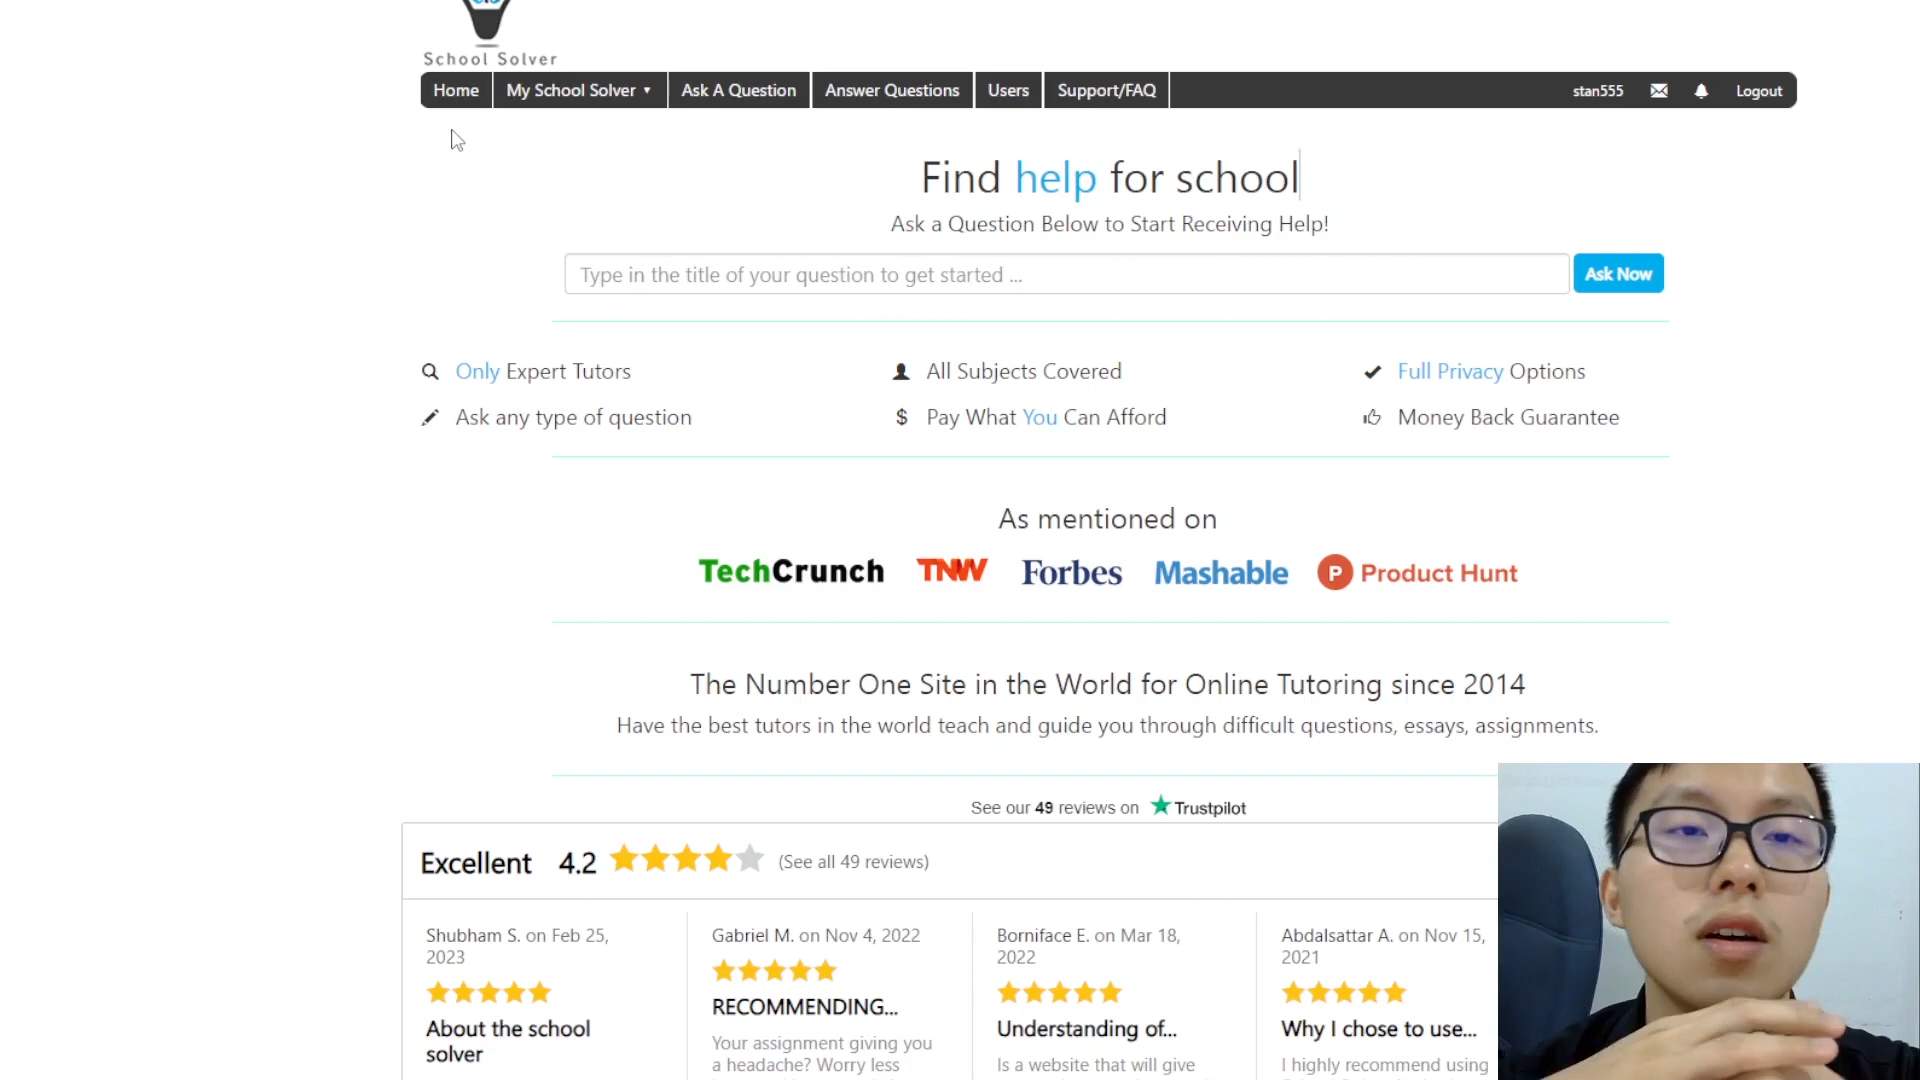 School Solver
Home My School Solver ▾ Ask A Question Answer Questions Users Support/FAQ stan555 Logout
Find help for school
Ask a Question Below to Start Receiving Help!
Type in the title of your question to get started ...
Ask Now
Only Expert Tutors
All Subjects Covered
Full Privacy Options
Ask any type of question
$ Pay What You Can Afford
Money Back Guarantee
As mentioned on
TechCrunch TNW Forbes Mashable P Product Hunt
The Number One Site in the World for Online Tutoring since 2014
Have the best tutors in the world teach and guide you through difficult questions, essays, assignments.
See our 49 reviews on Trustpilot
Excellent 4.2 (See all 49 reviews)
Shubham S. on Feb 25,
2023
About the school
solver
Gabriel M. on Nov 4, 2022
RECOMMENDING...
Your assignment giving you
a headache? Worry less
Borniface E. on Mar 18,
2022
Understanding of...
Is a website that will give
Abdalsattar A. on Nov 15,
2021
Why I chose to use...
I highly recommend using